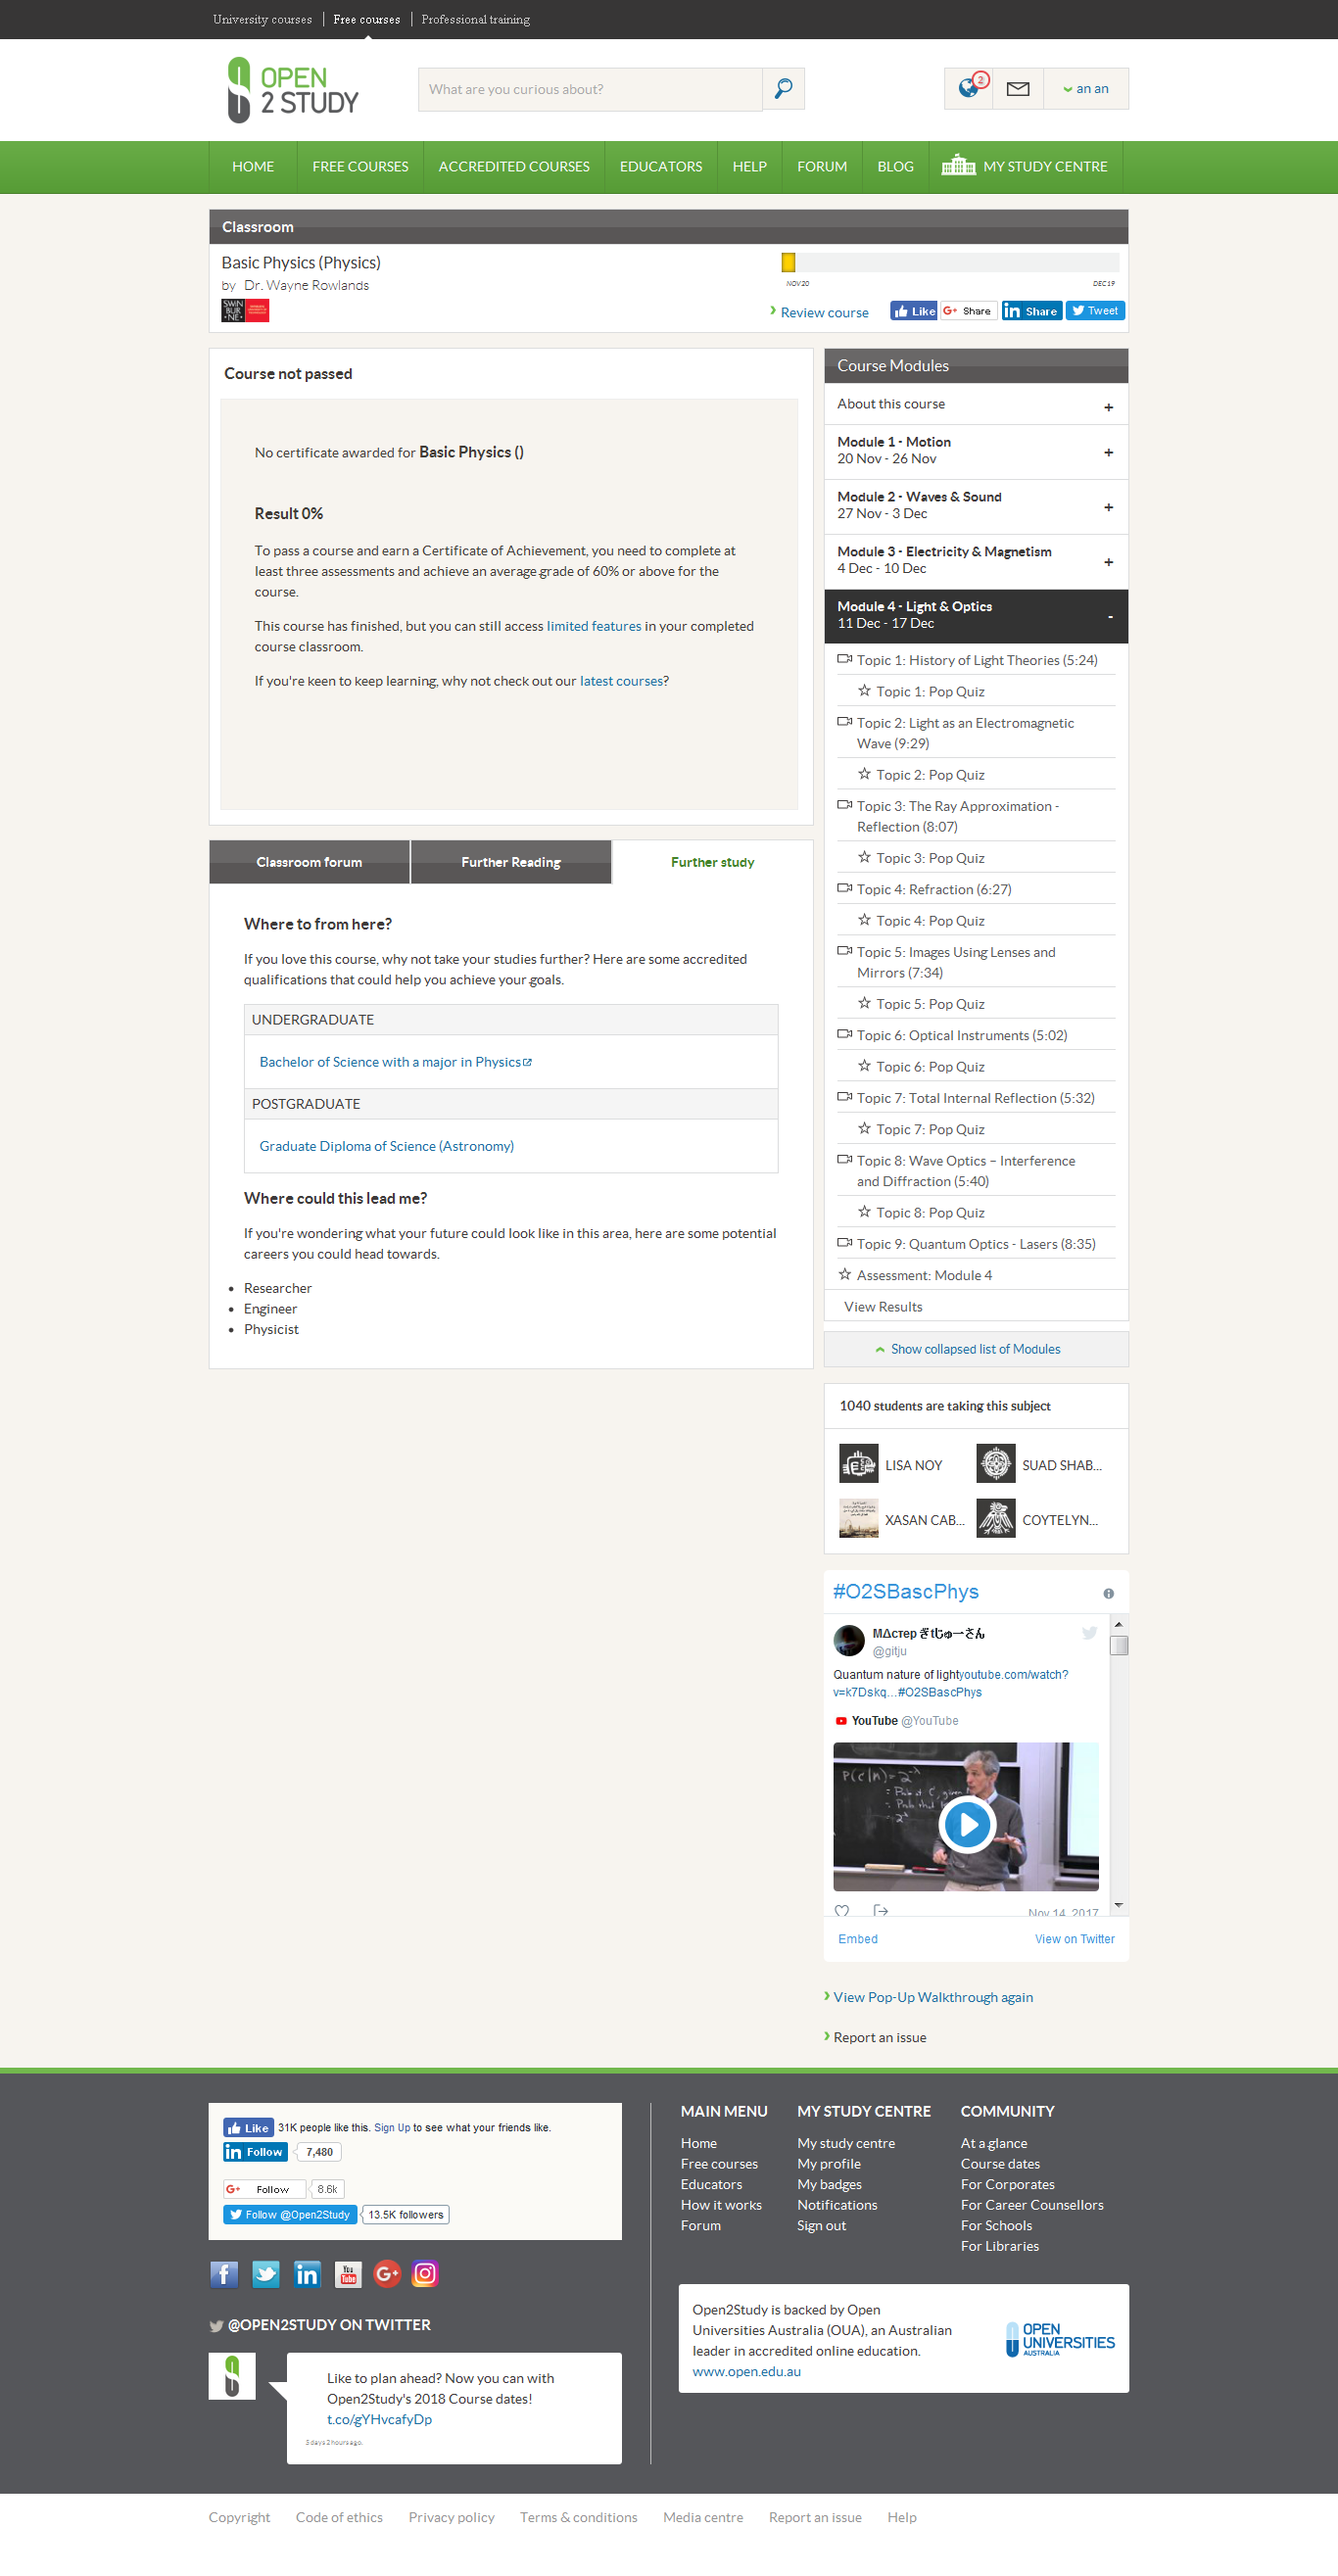 University courses
Free courses
Professional training
OPEN
2 STUDY
What are you curious about?
2
an an
HOME
FREE COURSES
ACCREDITED COURSES
EDUCATORS
HELP
FORUM
BLOG
MY STUDY CENTRE
Classroom
Basic Physics (Physics)
by Dr. Wayne Rowlands
SWIN
BUR
NE
NOV20
DEC19
Review course
Like
Share
Share
Tweet
Course not passed
No certificate awarded for Basic Physics ()
Result 0%
To pass a course and earn a Certificate of Achievement, you need to complete at
least three assessments and achieve an average grade of 60% or above for the
course.
This course has finished, but you can still access limited features in your completed
course classroom.
If you're keen to keep learning, why not check out our latest courses?
Classroom forum
Further Reading
Further study
Where to from here?
If you love this course, why not take your studies further? Here are some accredited
qualifications that could help you achieve your goals.
UNDERGRADUATE
Bachelor of Science with a major in Physics
POSTGRADUATE
Graduate Diploma of Science (Astronomy)
Where could this lead me?
If you're wondering what your future could look like in this area, here are some potential
careers you could head towards.
• Researcher
• Engineer
• Physicist
Course Modules
About this course +
Module 1 - Motion
20 Nov - 26 Nov +
Module 2 - Waves & Sound
27 Nov - 3 Dec +
Module 3 - Electricity & Magnetism
4 Dec - 10 Dec +
Module 4 - Light & Optics
11 Dec - 17 Dec -
Topic 1: History of Light Theories (5:24)
Topic 1: Pop Quiz
Topic 2: Light as an Electromagnetic
Wave (9:29)
Topic 2: Pop Quiz
Topic 3: The Ray Approximation -
Reflection (8:07)
Topic 3: Pop Quiz
Topic 4: Refraction (6:27)
Topic 4: Pop Quiz
Topic 5: Images Using Lenses and
Mirrors (7:34)
Topic 5: Pop Quiz
Topic 6: Optical Instruments (5:02)
Topic 6: Pop Quiz
Topic 7: Total Internal Reflection (5:32)
Topic 7: Pop Quiz
Topic 8: Wave Optics – Interference
and Diffraction (5:40)
Topic 8: Pop Quiz
Topic 9: Quantum Optics - Lasers (8:35)
Assessment: Module 4
View Results
Show collapsed list of Modules
1040 students are taking this subject
LISA NOY
SUAD SHAB...
XASAN CAB...
COYTELYN...
#O2SBascPhys
MΔcтep ぎtじゅーさん
@gitju
Quantum nature of lightyoutube.com/watch?
v=k7Dskq...#O2SBascPhys
YouTube @YouTube
Nov 14, 2017
Embed
View on Twitter
View Pop-Up Walkthrough again
Report an issue
Like 31K people like this. Sign Up to see what your friends like.
in Follow 7,480
G+ Follow 8.6k
Follow @Open2Study 13.5K followers
You
Tube
@OPEN2STUDY ON TWITTER
Like to plan ahead? Now you can with
Open2Study's 2018 Course dates!
t.co/gYHvcafyDp
5 days 2 hours ago.
MAIN MENU
Home
Free courses
Educators
How it works
Forum
MY STUDY CENTRE
My study centre
My profile
My badges
Notifications
Sign out
COMMUNITY
At a glance
Course dates
For Corporates
For Career Counsellors
For Schools
For Libraries
Open2Study is backed by Open
Universities Australia (OUA), an Australian
leader in accredited online education.
www.open.edu.au
OPEN
UNIVERSITIES
AUSTRALIA
Copyright
Code of ethics
Privacy policy
Terms & conditions
Media centre
Report an issue
Help